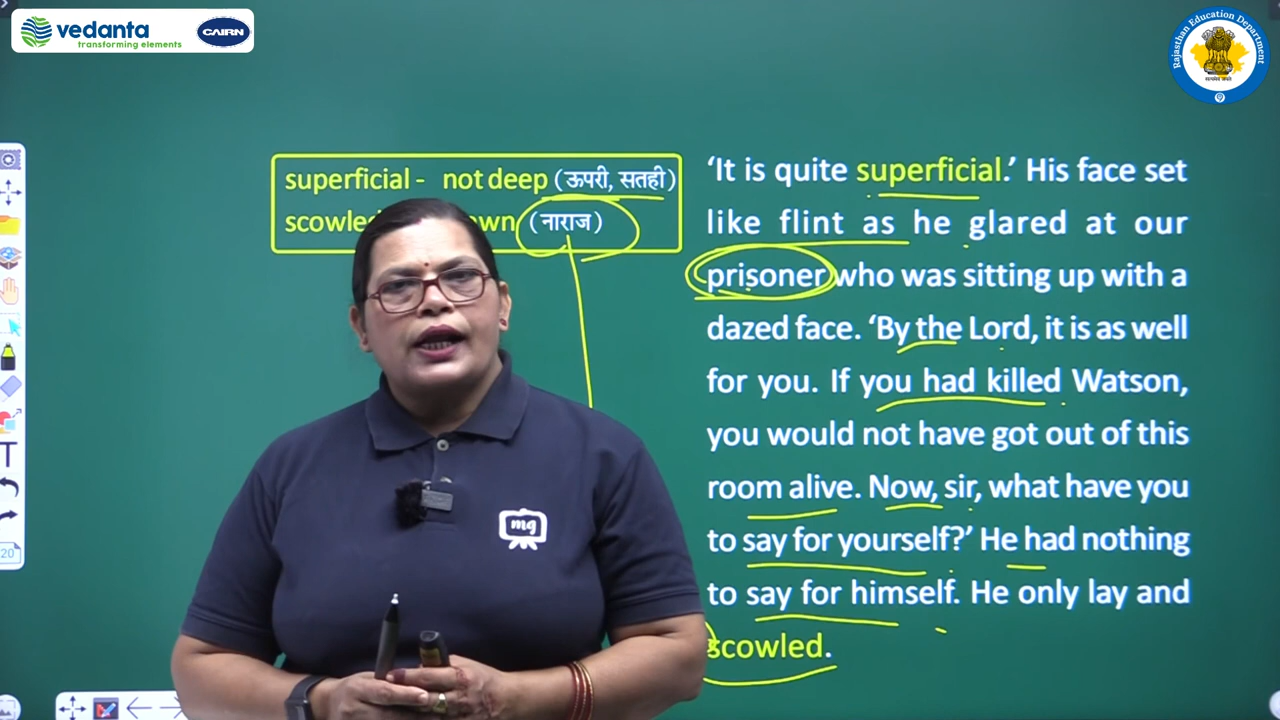 vedanta
transforming elements
CAIRN
Rajasthan Education Department
superficial - not deep (ऊपरी, सतही)
(नाराज)
mg
20
‘It is quite superficial.’ His face set
like flint as he glared at our
prisoner who was sitting up with a
dazed face. ‘By the Lord, it is as well
for you. If you had killed Watson,
you would not have got out of this
room alive. Now, sir, what have you
to say for yourself?’ He had nothing
to say for himself. He only lay and
scowled.